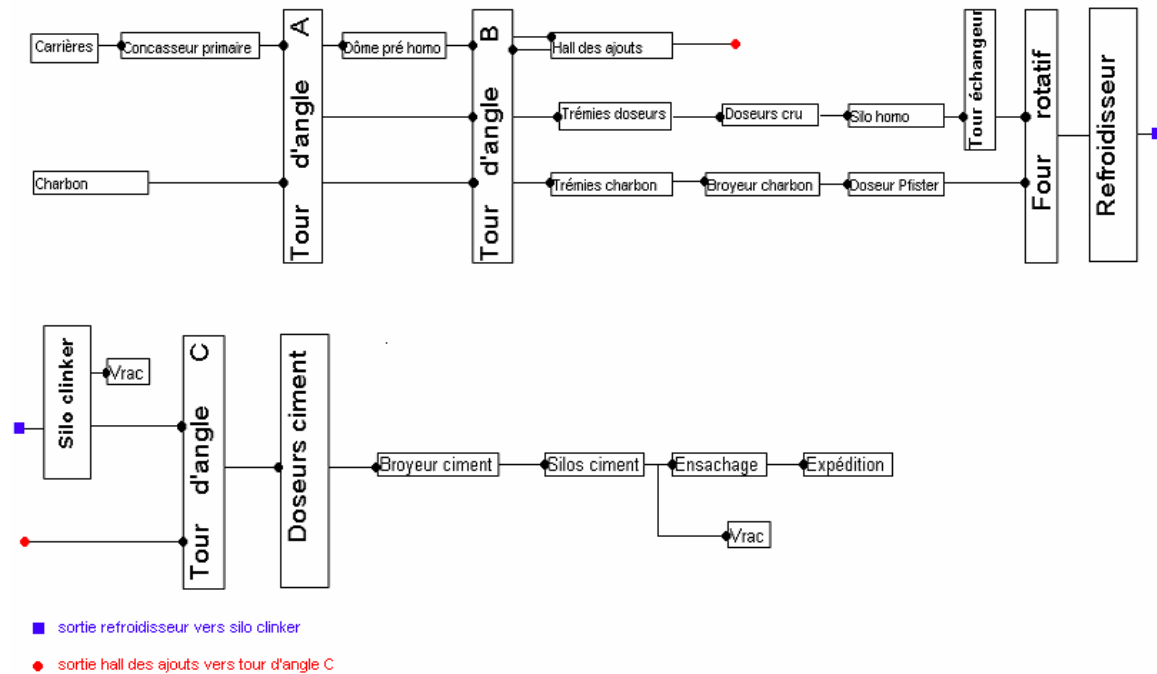 Carrières
Concasseur primaire
Tour d'angle A
Dôme pré homo
Tour d'angle B
Hall des ajouts
Trémies doseurs
Doseurs cru
Silo homo
Tour échangeur
Four rotatif
Refroidisseur
Charbon
Trémies charbon
Broyeur charbon
Doseur Pfister
Silo clinker
Vrac
Tour d'angle C
Doseurs ciment
Broyeur ciment
Silos ciment
Ensachage
Expédition
Vrac
sortie refroidisseur vers silo clinker
sortie hall des ajouts vers tour d'angle C